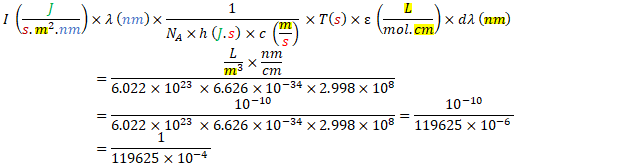 I (J/s.m².nm) × λ (nm) × 1/(N_A × h (J.s) × c (m/s)) × T(s) × ε (L/mol.cm) × dλ (nm)
= (L/m³ × nm/cm)/(6.022 × 10²³ × 6.626 × 10⁻³⁴ × 2.998 × 10⁸)
= 10⁻¹⁰/(6.022 × 10²³ × 6.626 × 10⁻³⁴ × 2.998 × 10⁸) = 10⁻¹⁰/(119625 × 10⁻⁶)
= 1/(119625 × 10⁻⁴)